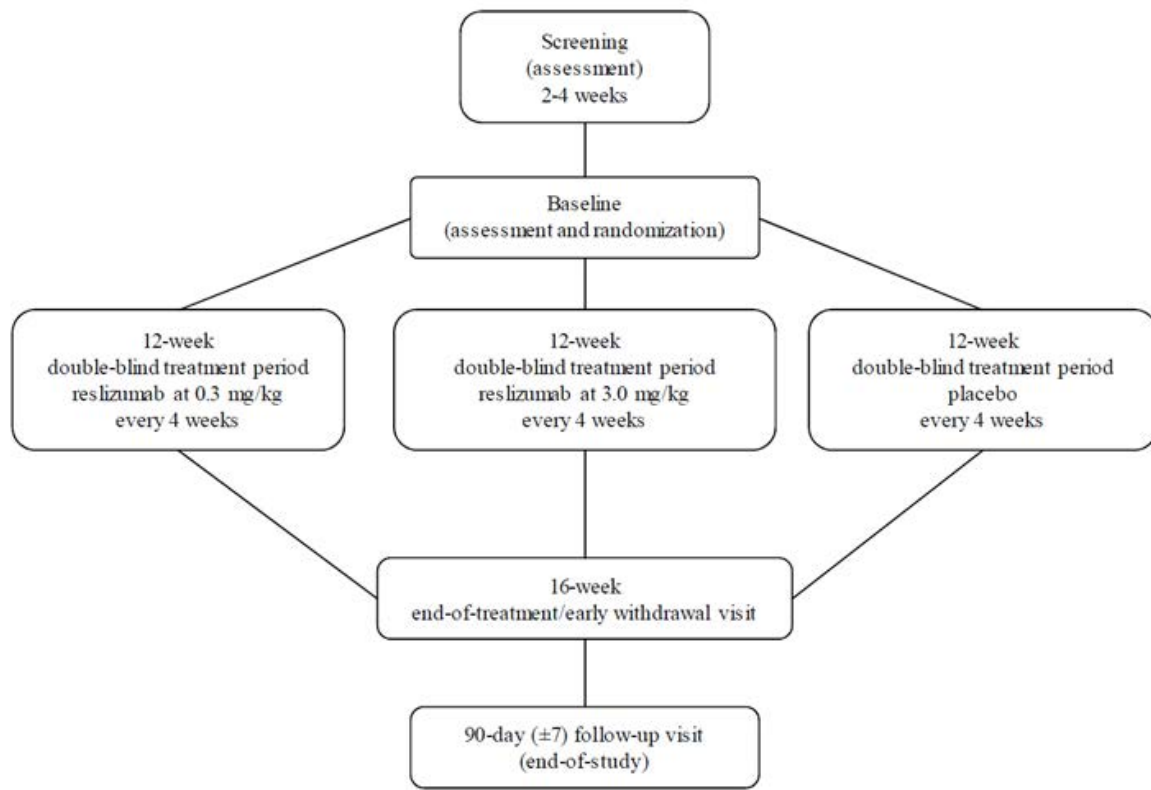 Screening
(assessment)
2-4 weeks
Baseline
(assessment and randomization)
12-week
double-blind treatment period
reslizumab at 0.3 mg/kg
every 4 weeks
12-week
double-blind treatment period
reslizumab at 3.0 mg/kg
every 4 weeks
12-week
double-blind treatment period
placebo
every 4 weeks
16-week
end-of-treatment/early withdrawal visit
90-day (±7) follow-up visit
(end-of-study)